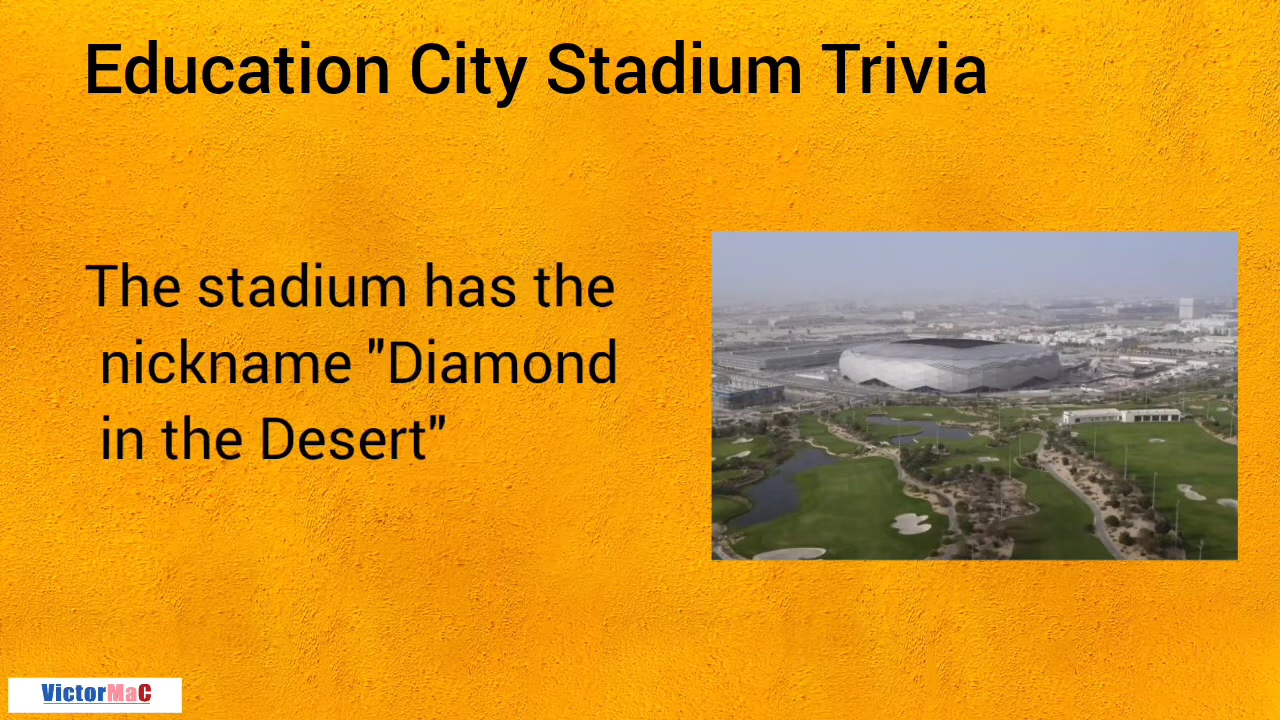 Education City Stadium Trivia
The stadium has the
nickname "Diamond
in the Desert"
VictorMaC